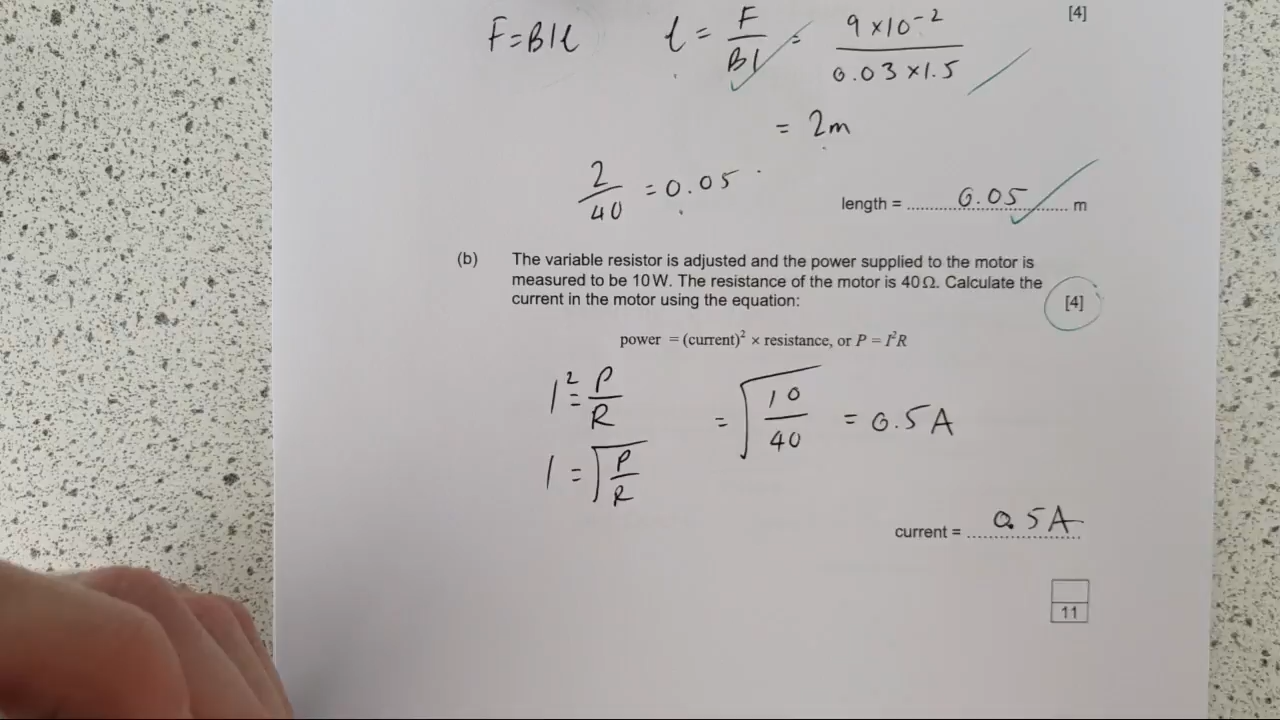 [4]
F=BIl   l = F/BI = 9×10⁻²/0.03×1.5
= 2m
2/40 = 0.05
length = 0.05 m
(b) The variable resistor is adjusted and the power supplied to the motor is
measured to be 10W. The resistance of the motor is 40Ω. Calculate the
current in the motor using the equation:
[4]
power = (current)² × resistance, or P = I²R
I² = P/R   = √10/40 = 0.5A
I = √P/R
current = 0.5A
11